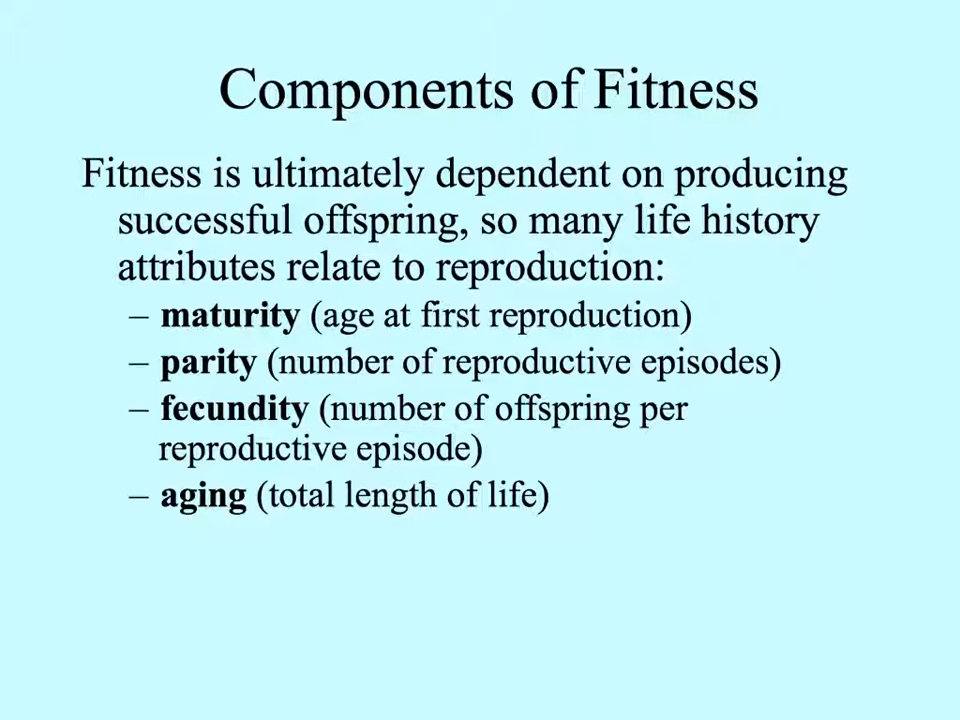 Components of Fitness
Fitness is ultimately dependent on producing
successful offspring, so many life history
attributes relate to reproduction:
– maturity (age at first reproduction)
– parity (number of reproductive episodes)
– fecundity (number of offspring per
reproductive episode)
– aging (total length of life)